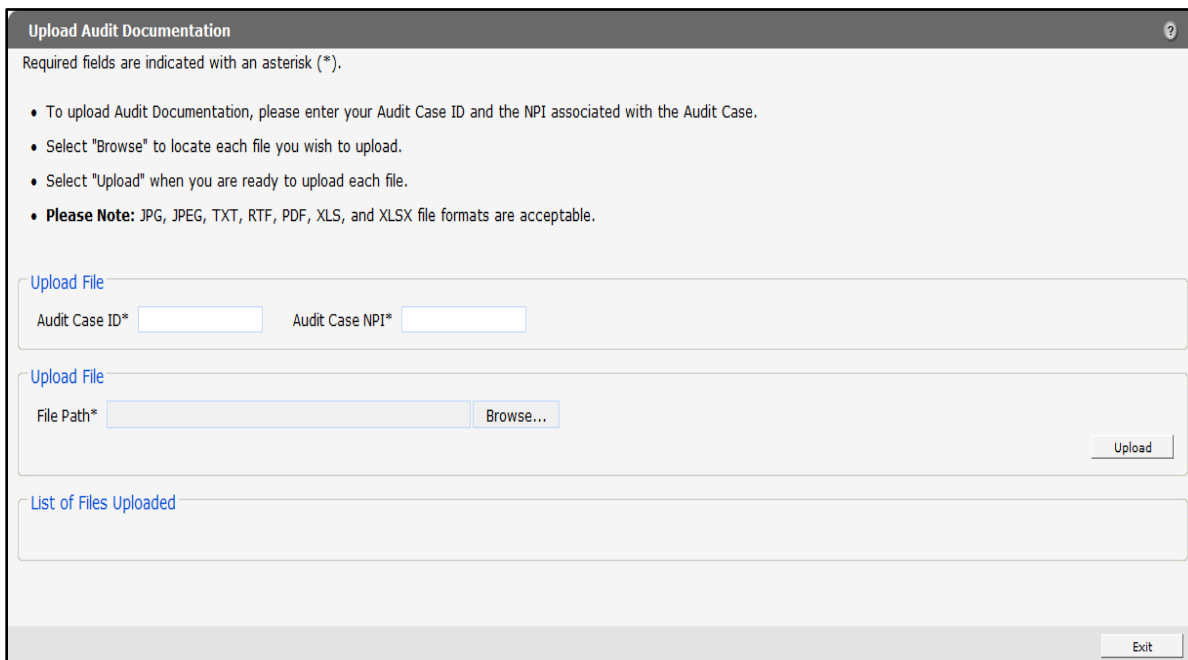 Upload Audit Documentation
?
Required fields are indicated with an asterisk (*).
• To upload Audit Documentation, please enter your Audit Case ID and the NPI associated with the Audit Case.
• Select "Browse" to locate each file you wish to upload.
• Select "Upload" when you are ready to upload each file.
• Please Note: JPG, JPEG, TXT, RTF, PDF, XLS, and XLSX file formats are acceptable.
Upload File
Audit Case ID* Audit Case NPI*
Upload File
File Path* Browse...
Upload
List of Files Uploaded
Exit